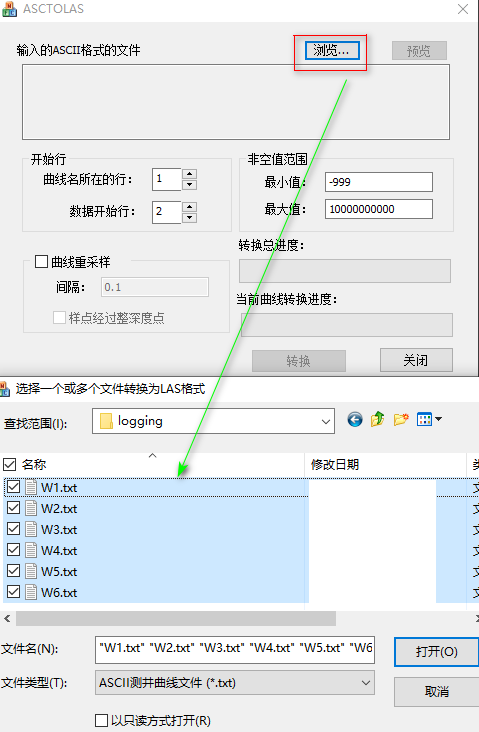 ASCTOLAS
输入的ASCII格式的文件
浏览...
预览
开始行
曲线名所在的行：
1
数据开始行：
2
非空值范围
最小值：
-999
最大值：
10000000000
曲线重采样
间隔：
0.1
样点经过整深度点
转换总进度：
当前曲线转换进度：
转换
关闭
选择一个或多个文件转换为LAS格式
查找范围(I):
logging
名称
修改日期
W1.txt
W2.txt
W3.txt
W4.txt
W5.txt
W6.txt
文件名(N):
"W1.txt" "W2.txt" "W3.txt" "W4.txt" "W5.txt" "W6
打开(O)
文件类型(T):
ASCII测井曲线文件 (*.txt)
取消
以只读方式打开(R)